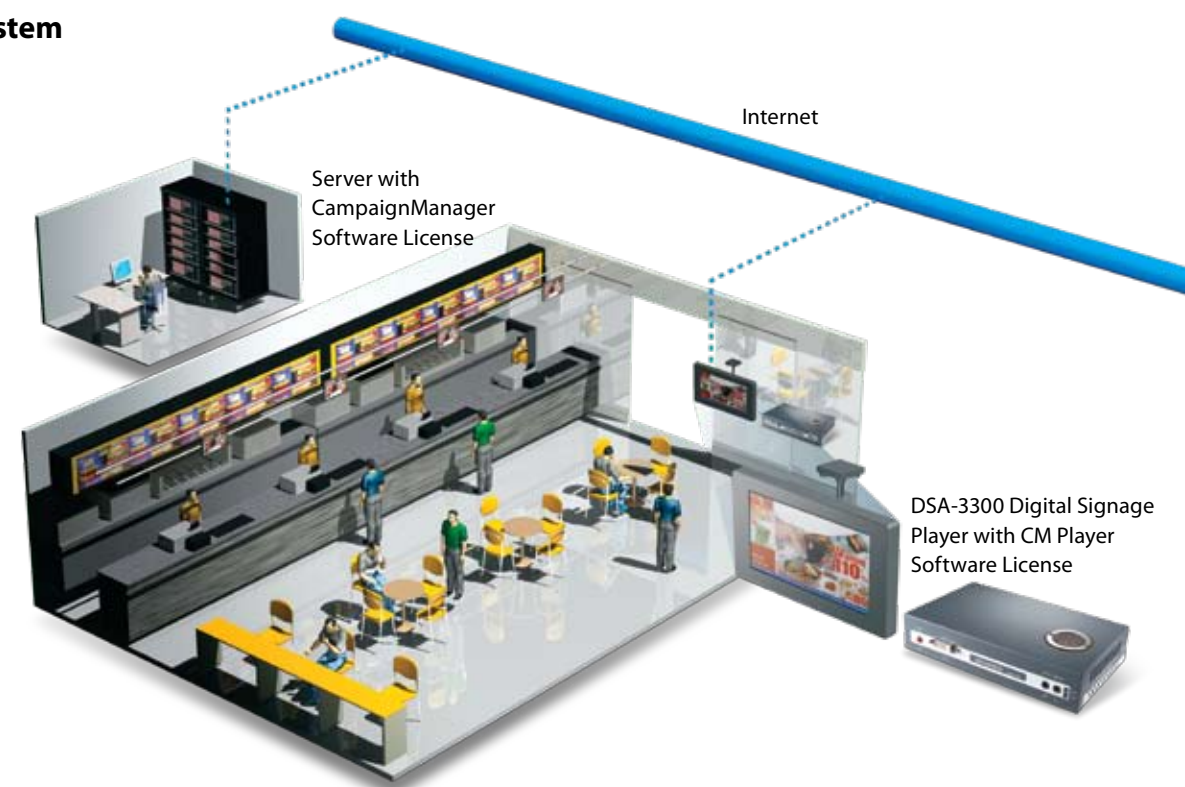 stem
Internet
Server with
CampaignManager
Software License
DSA-3300 Digital Signage
Player with CM Player
Software License